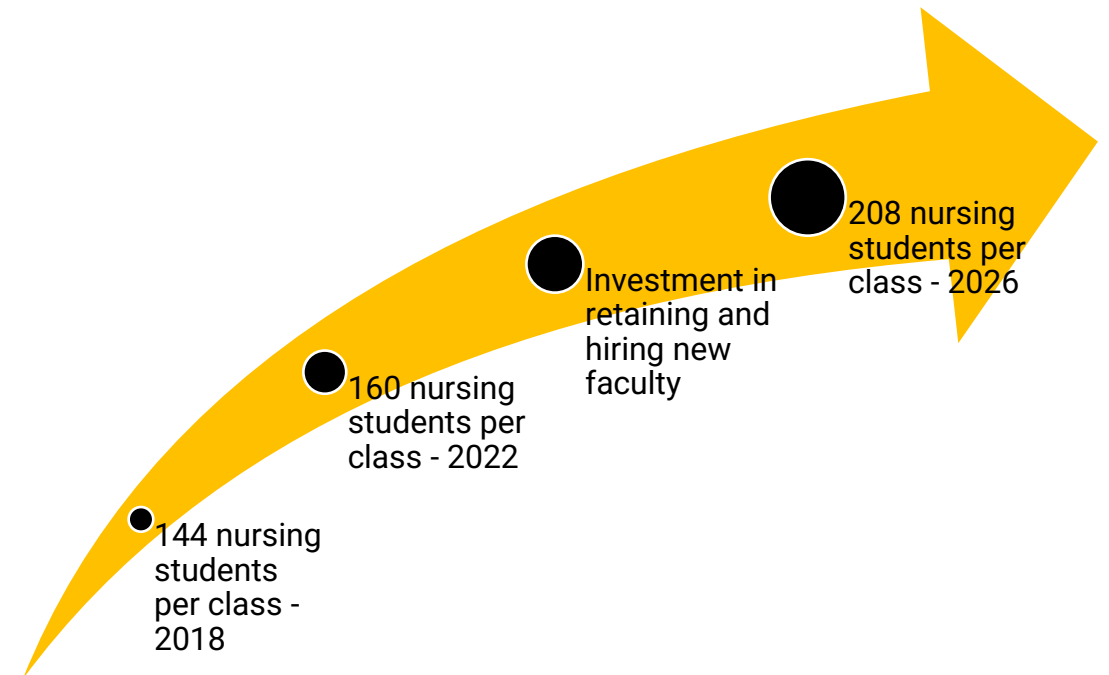 144 nursing
students
per class -
2018
160 nursing
students per
class - 2022
Investment in
retaining and
hiring new
faculty
208 nursing
students per
class - 2026